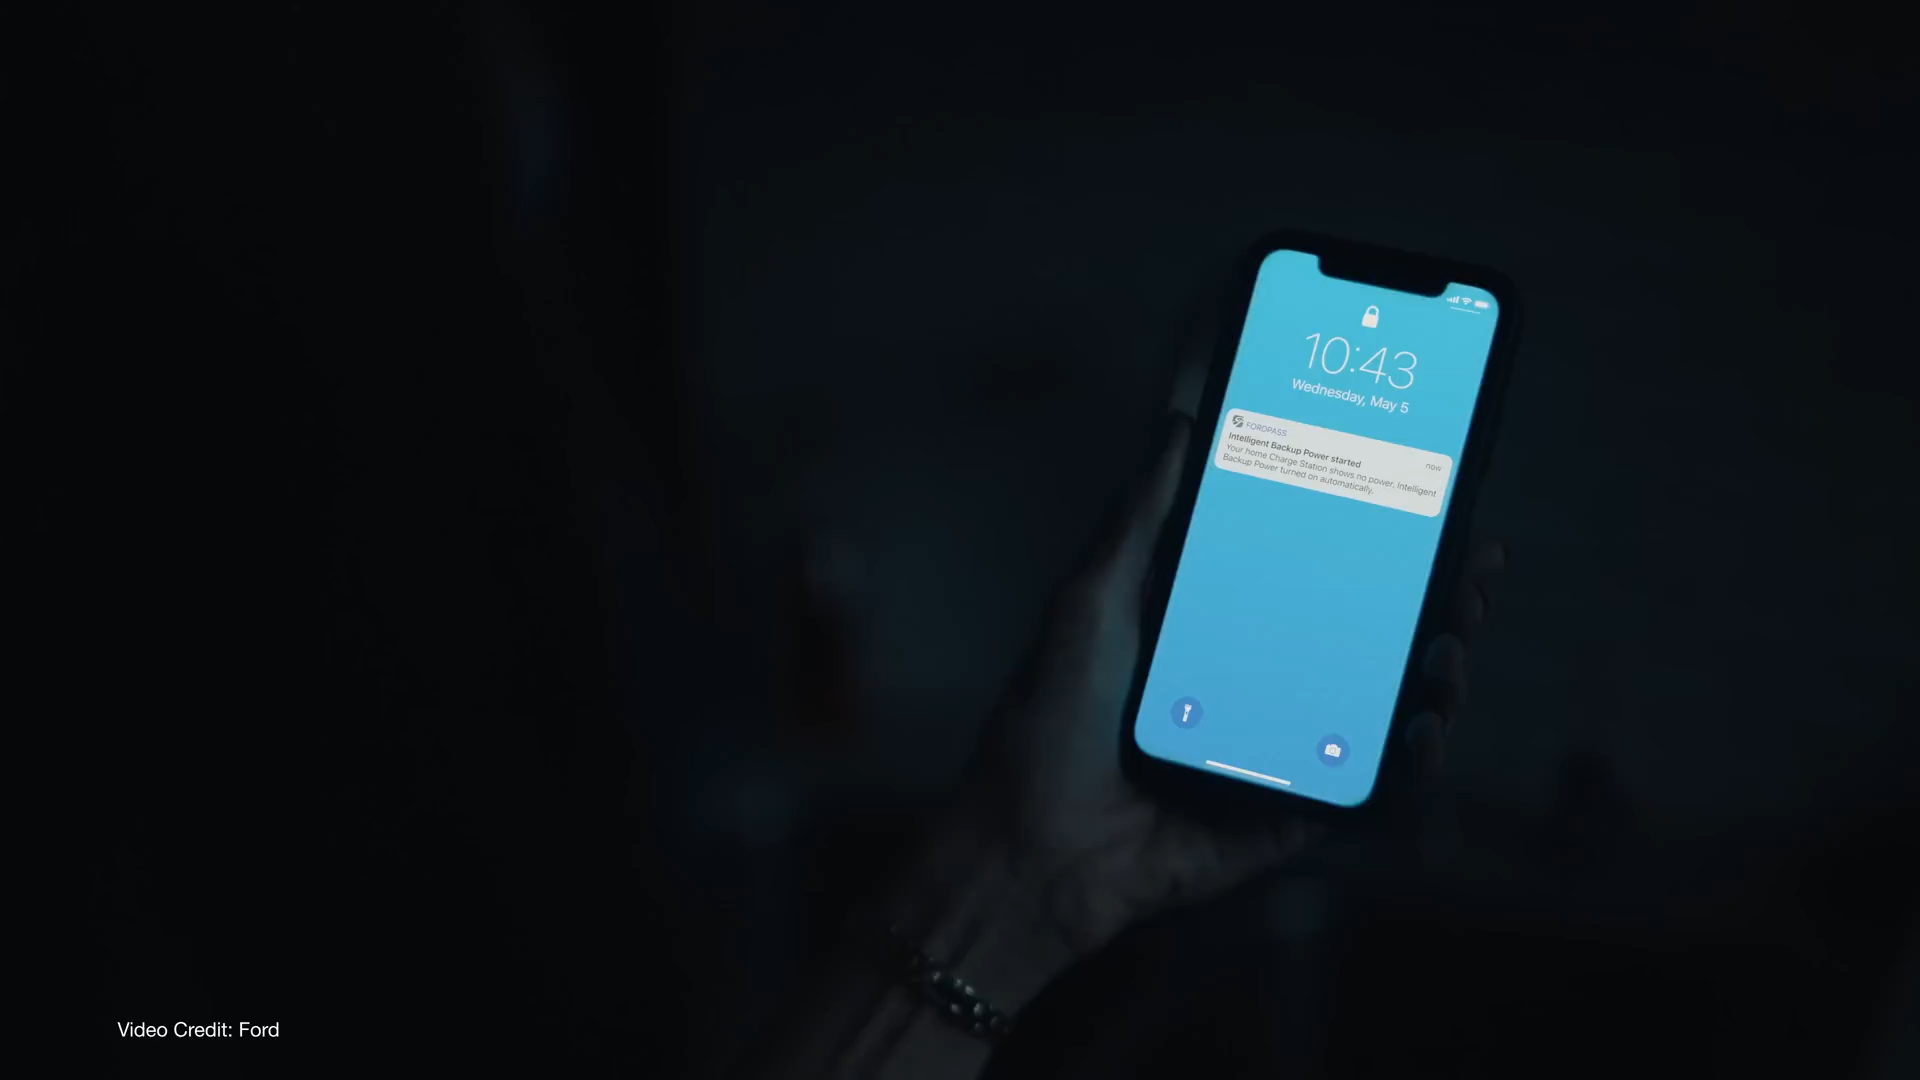 10:43
Wednesday, May 5
FORDPASS
now
Intelligent Backup Power started
Your home Charge Station shows no power. Intelligent
Backup Power turned on automatically.
Video Credit: Ford